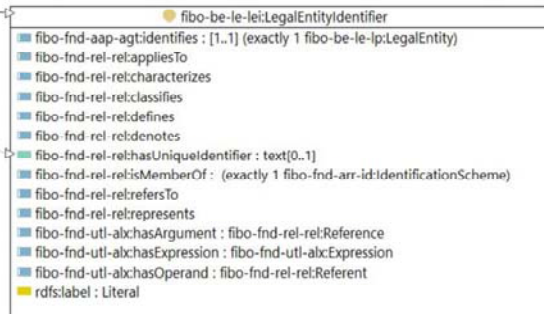 fibo-be-le-lei:LegalEntityIdentifier
fibo-fnd-aap-agt:identifies : [1..1] (exactly 1 fibo-be-le-lp:LegalEntity)
fibo-fnd-rel-rel:appliesTo
fibo-fnd-rel-rel:characterizes
fibo-fnd-rel-rel:classifies
fibo-fnd-rel-rel:defines
fibo-fnd-rel-rel:denotes
fibo-fnd-rel-rel:hasUniqueIdentifier : text[0..1]
fibo-fnd-rel-rel:isMemberOf :  (exactly 1 fibo-fnd-arr-id:IdentificationScheme)
fibo-fnd-rel-rel:refersTo
fibo-fnd-rel-rel:represents
fibo-fnd-utl-alx:hasArgument : fibo-fnd-rel-rel:Reference
fibo-fnd-utl-alx:hasExpression : fibo-fnd-utl-alx:Expression
fibo-fnd-utl-alx:hasOperand : fibo-fnd-rel-rel:Referent
rdfs:label : Literal